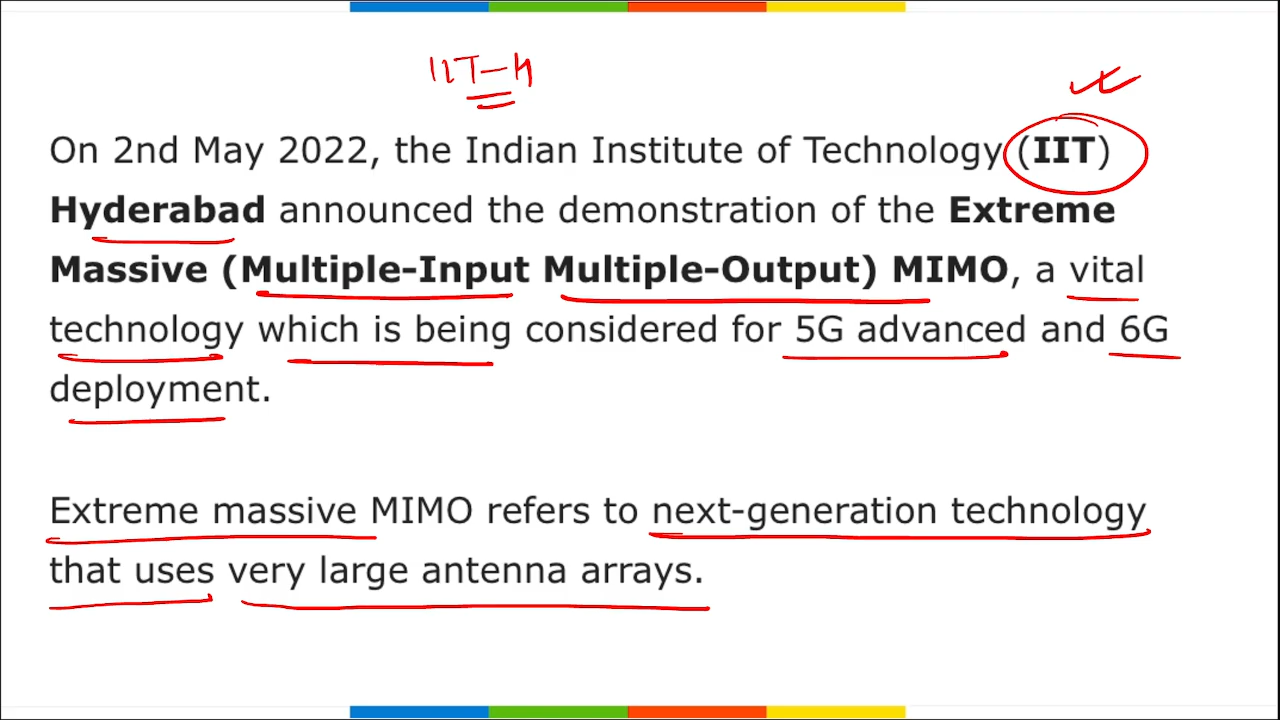 IIT-H
On 2nd May 2022, the Indian Institute of Technology (IIT)
Hyderabad announced the demonstration of the Extreme
Massive (Multiple-Input Multiple-Output) MIMO, a vital
technology which is being considered for 5G advanced and 6G
deployment.
Extreme massive MIMO refers to next-generation technology
that uses very large antenna arrays.